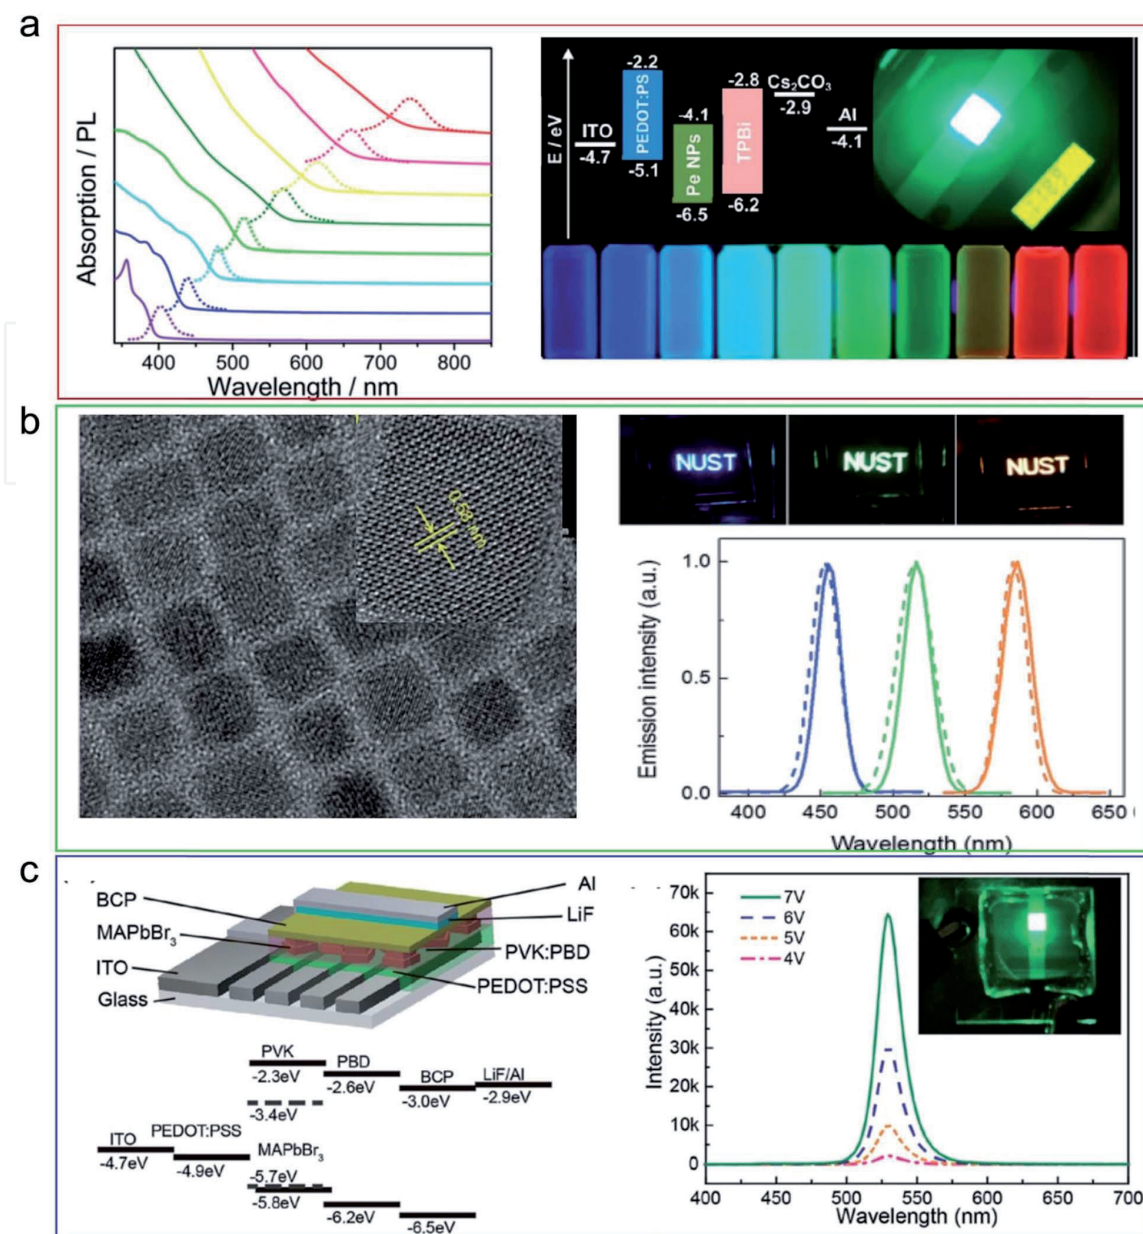 a
Absorption / PL
400 500 600 700 800
Wavelength / nm
E / eV
ITO
-4.7
-2.2
PEDOT:PS
-5.1
-4.1
Pe NPs
-6.5
-2.8
TPBi
-6.2
Cs₂CO₃
-2.9
Al
-4.1
b
0.58 nm
NUST
NUST
NUST
Emission intensity (a.u.)
1.0
0.5
0.0
400 450 500 550 600 650
Wavelength (nm)
c
BCP
MAPbBr₃
ITO
Glass
Al
LiF
PVK:PBD
PEDOT:PSS
PVK
-2.3eV
PBD
-2.6eV
BCP
-3.0eV
LiF/Al
-2.9eV
-3.4eV
ITO
-4.7eV
PEDOT:PSS
-4.9eV
MAPbBr₃
-5.7eV
-5.8eV
-6.2eV
-6.5eV
Intensity (a.u.)
70k
60k
50k
40k
30k
20k
10k
0
7V
6V
5V
4V
400 450 500 550 600 650 700
Wavelength (nm)